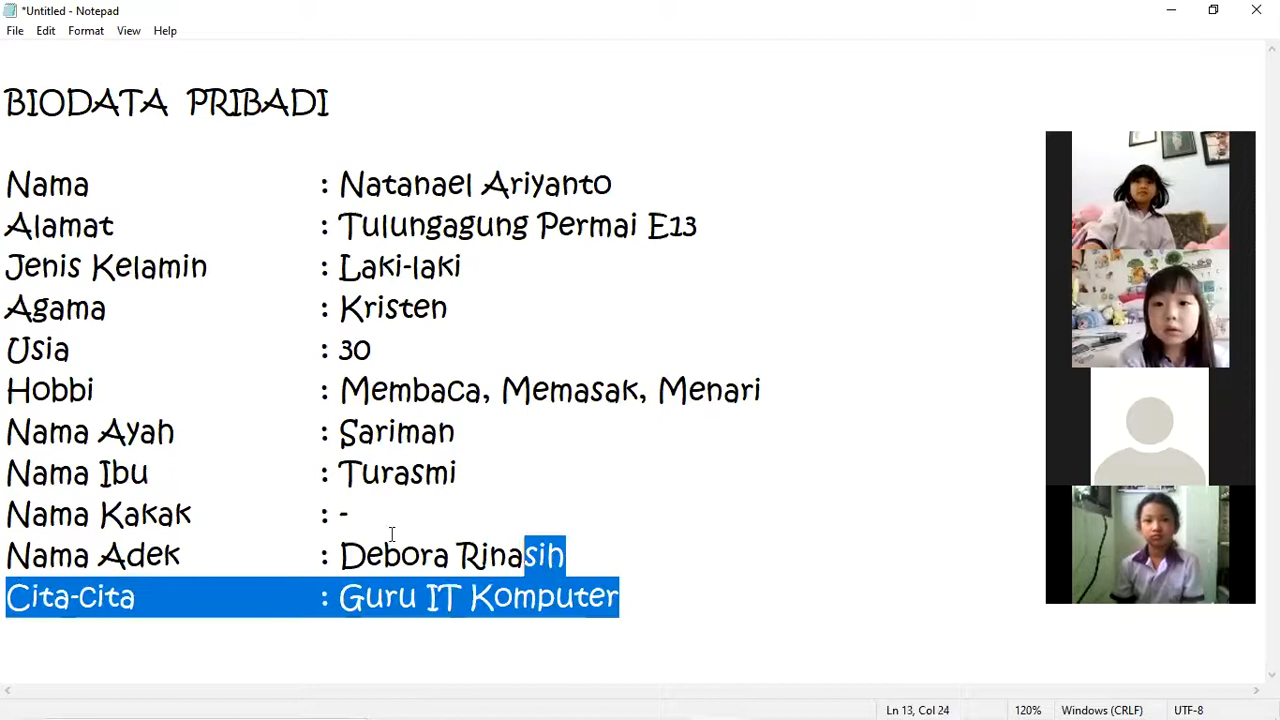 *Untitled - Notepad
File Edit Format View Help
BIODATA PRIBADI
Nama : Natanael Ariyanto
Alamat : Tulungagung Permai E13
Jenis Kelamin : Laki-laki
Agama : Kristen
Usia : 30
Hobbi : Membaca, Memasak, Menari
Nama Ayah : Sariman
Nama Ibu : Turasmi
Nama Kakak : -
Nama Adek : Debora Rinasih
Cita-cita : Guru IT Komputer
Ln 13, Col 24 120% Windows (CRLF) UTF-8